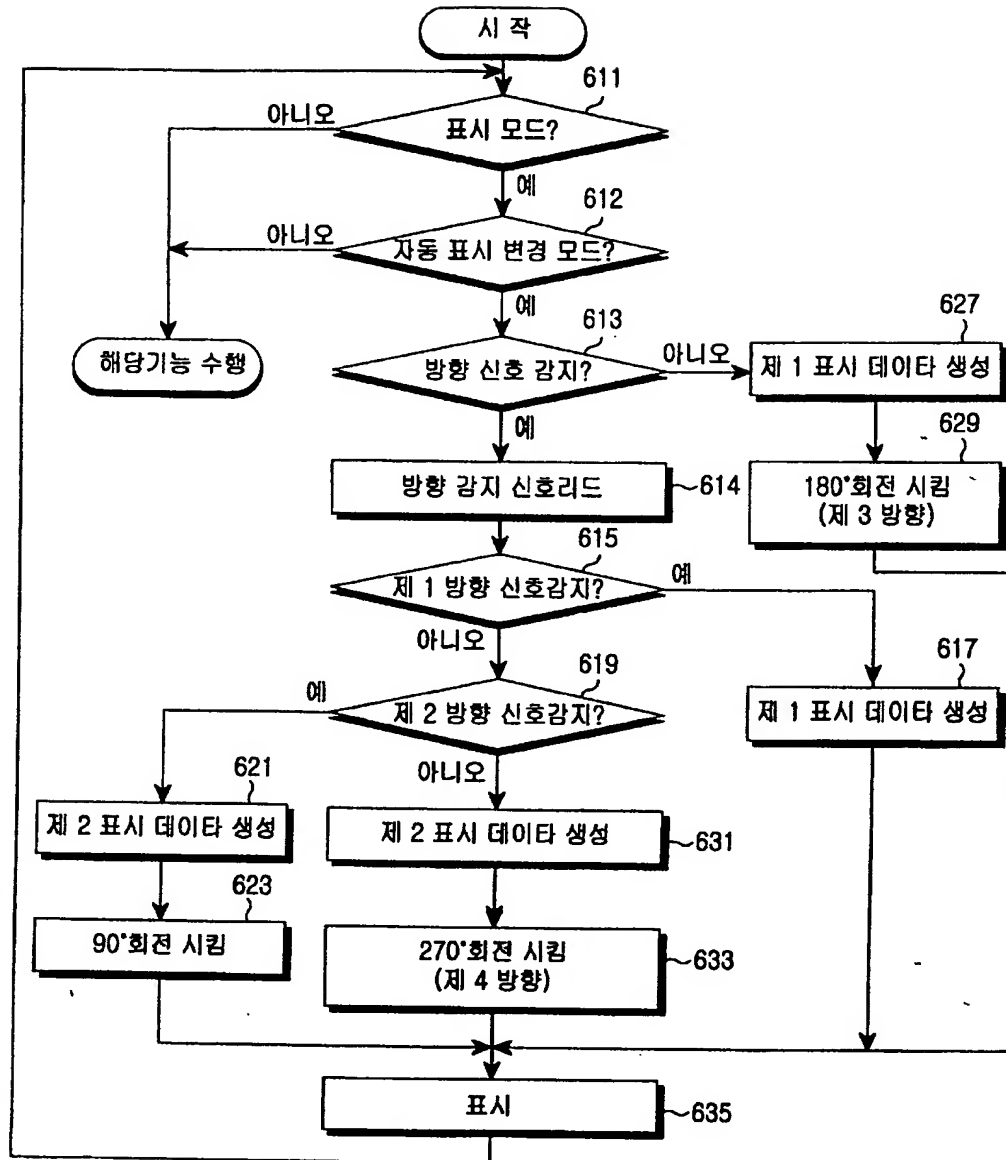 시 작
611
아니오
표시 모드?
예
612
아니오
자동 표시 변경 모드?
예
613
627
해당기능 수행
방향 신호 감지?
아니오
제 1 표시 데이타 생성
예
629
방향 감지 신호리드
614
180°회전 시킴
(제 3 방향)
615
제 1 방향 신호감지?
예
아니오
619
617
예
제 2 방향 신호감지?
제 1 표시 데이타 생성
621
아니오
제 2 표시 데이타 생성
제 2 표시 데이타 생성
631
623
90°회전 시킴
270°회전 시킴
(제 4 방향)
633
표시
635